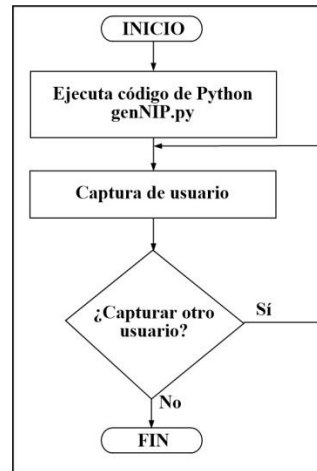 INICIO
Ejecuta código de Python
genNIP.py
Captura de usuario
¿Capturar otro
usuario?
Sí
No
FIN